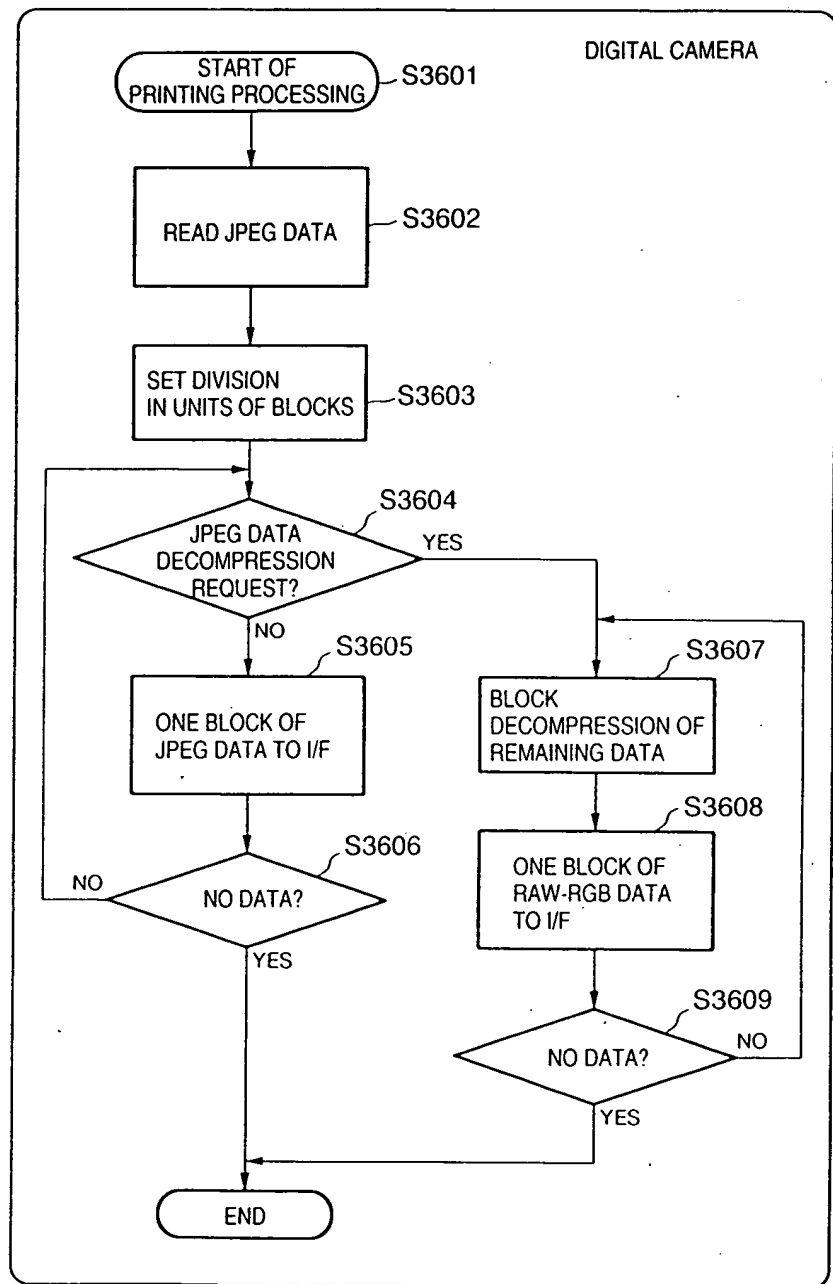 DIGITAL CAMERA
START OF
PRINTING PROCESSING
S3601
READ JPEG DATA
S3602
SET DIVISION
IN UNITS OF BLOCKS
S3603
S3604
JPEG DATA
DECOMPRESSION
REQUEST?
YES
NO
S3605
ONE BLOCK OF
JPEG DATA TO I/F
S3607
BLOCK
DECOMPRESSION OF
REMAINING DATA
S3606
NO DATA?
NO
YES
S3608
ONE BLOCK OF
RAW-RGB DATA
TO I/F
S3609
NO DATA?
NO
YES
END